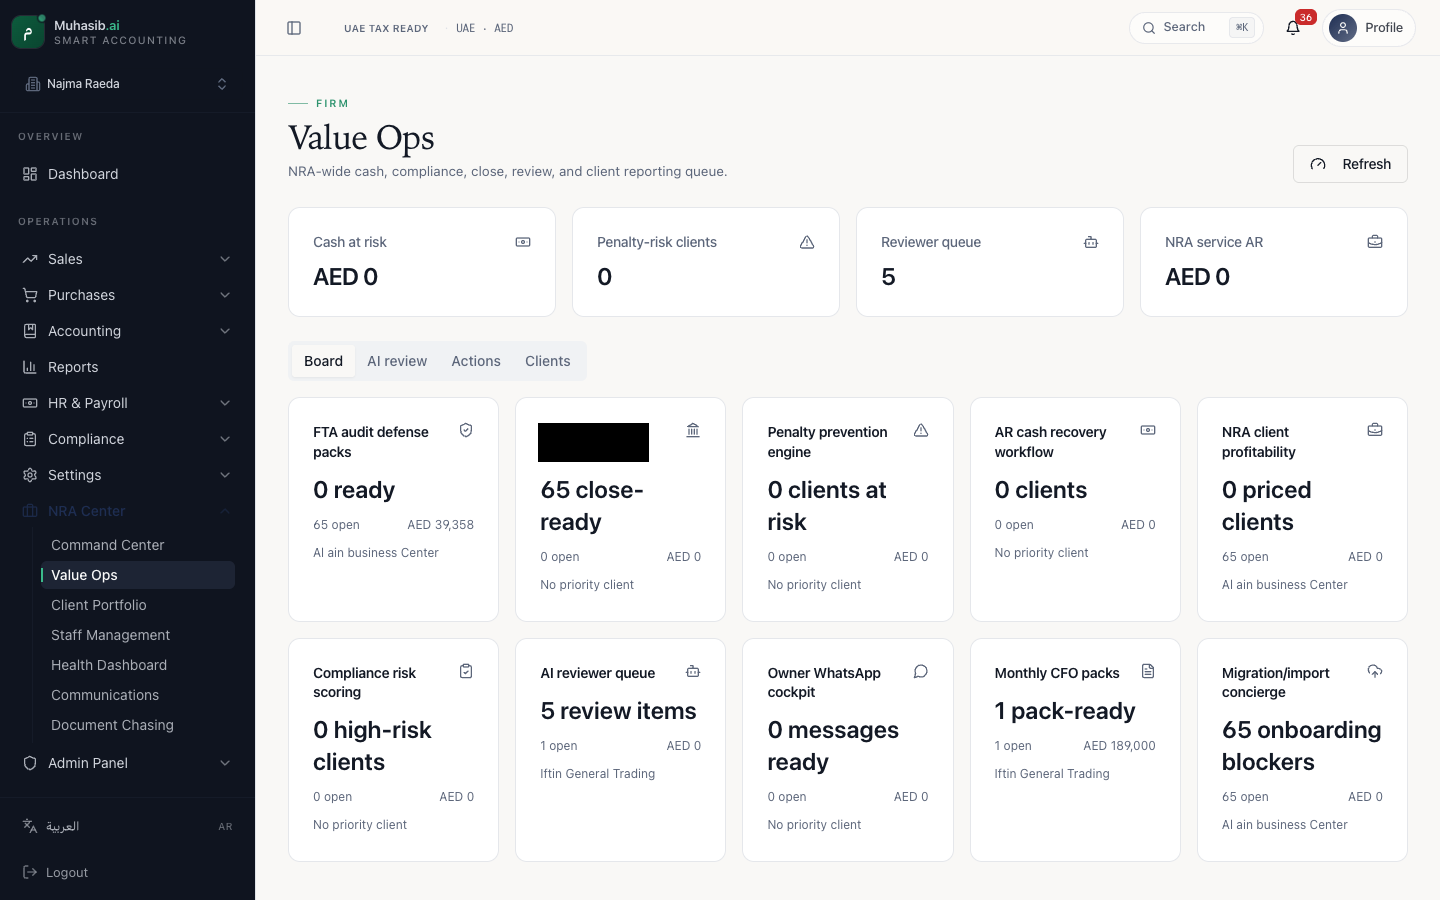 Muhasib.ai
SMART ACCOUNTING
Najma Raeda
OVERVIEW
Dashboard
OPERATIONS
Sales
Purchases
Accounting
Reports
HR & Payroll
Compliance
Settings
NRA Center
Command Center
Value Ops
Client Portfolio
Staff Management
Health Dashboard
Communications
Document Chasing
Admin Panel
العربية AR
Logout
UAE TAX READY · UAE · AED
Search ⌘K
36
Profile
FIRM
Value Ops
NRA-wide cash, compliance, close, review, and client reporting queue.
Refresh
Cash at risk
AED 0
Penalty-risk clients
0
Reviewer queue
5
NRA service AR
AED 0
Board AI review Actions Clients
FTA audit defense
packs
0 ready
65 open AED 39,358
Al ain business Center
65 close-
ready
0 open AED 0
No priority client
Penalty prevention
engine
0 clients at
risk
0 open AED 0
No priority client
AR cash recovery
workflow
0 clients
0 open AED 0
No priority client
NRA client
profitability
0 priced
clients
65 open AED 0
Al ain business Center
Compliance risk
scoring
0 high-risk
clients
0 open AED 0
No priority client
AI reviewer queue
5 review items
1 open AED 0
Iftin General Trading
Owner WhatsApp
cockpit
0 messages
ready
0 open AED 0
No priority client
Monthly CFO packs
1 pack-ready
1 open AED 189,000
Iftin General Trading
Migration/import
concierge
65 onboarding
blockers
65 open AED 0
Al ain business Center